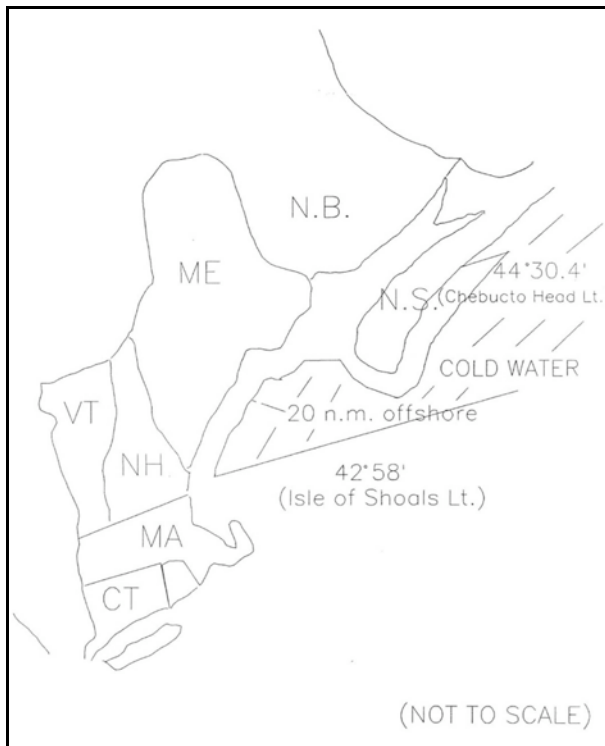 N.B.
ME
44°30.4'
N.S.
(Chebucto Head Lt.
COLD WATER
VT
20 n.m. offshore
NH
42°58'
(Isle of Shoals Lt.)
MA
CT
(NOT TO SCALE)